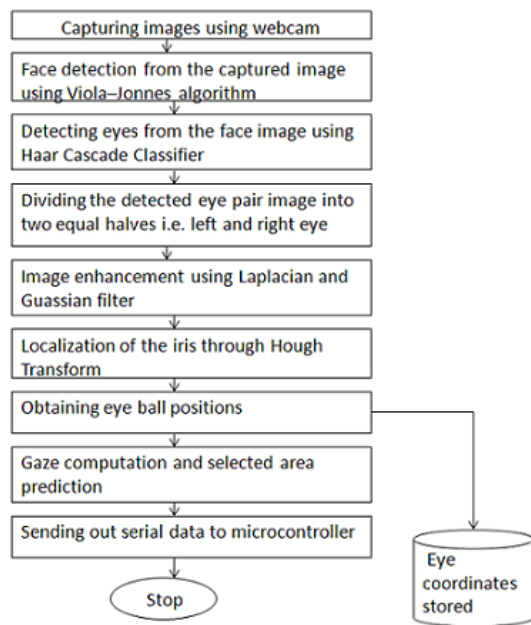 Capturing images using webcam
Face detection from the captured image
using Viola–Jonnes algorithm
Detecting eyes from the face image using
Haar Cascade Classifier
Dividing the detected eye pair image into
two equal halves i.e. left and right eye
Image enhancement using Laplacian and
Guassian filter
Localization of the iris through Hough
Transform
Obtaining eye ball positions
Gaze computation and selected area
prediction
Sending out serial data to microcontroller
Stop
Eye
coordinates
stored